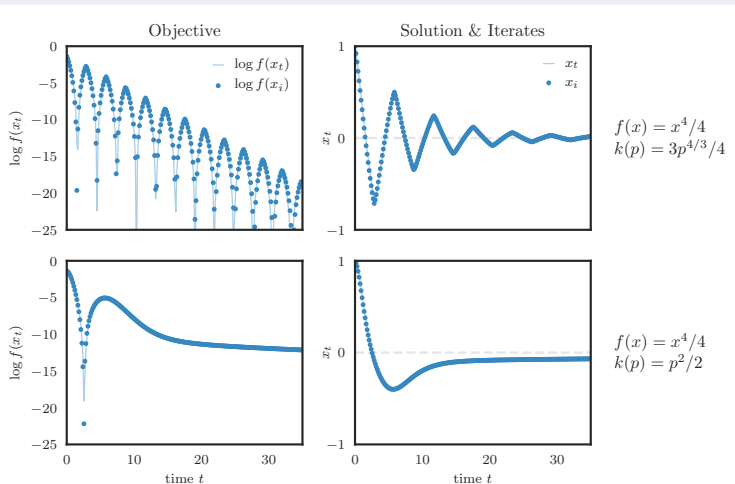 Objective
Solution & Iterates
0
−5
−10
−15
−20
−25
log f(x_t)
log f(x_t)
log f(x_i)
1
0
−1
x_t
x_t
x_i
f(x) = x^4/4
k(p) = 3p^{4/3}/4
0
−5
−10
−15
−20
−25
log f(x_t)
0
10
20
30
time t
1
0
−1
x_t
0
10
20
30
time t
f(x) = x^4/4
k(p) = p^2/2